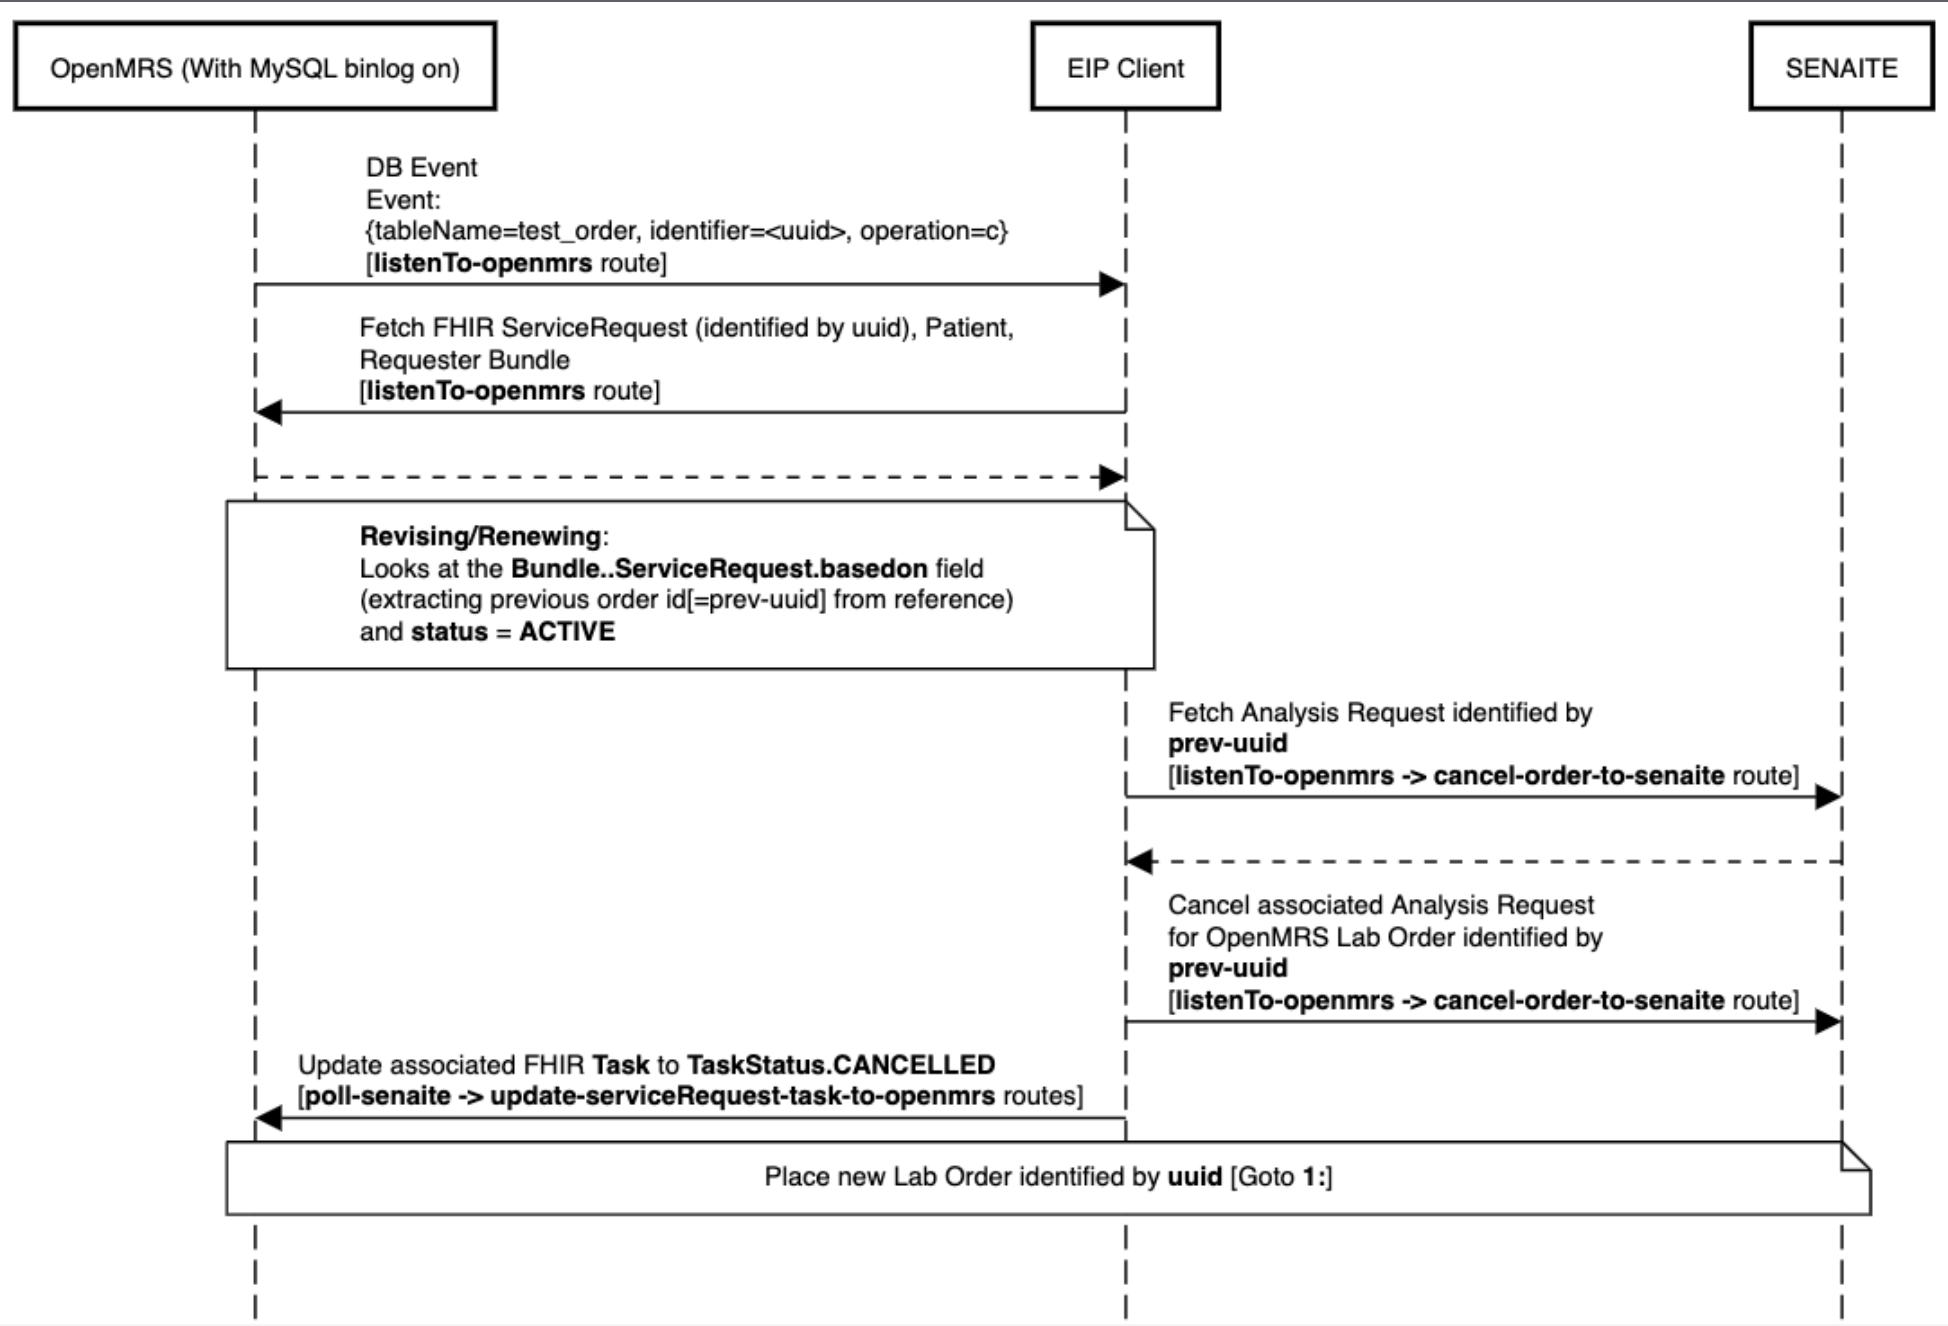 OpenMRS (With MySQL binlog on)
EIP Client
SENAITE
DB Event
Event:
{tableName=test_order, identifier=<uuid>, operation=c}
[listenTo-openmrs route]
Fetch FHIR ServiceRequest (identified by uuid), Patient,
Requester Bundle
[listenTo-openmrs route]
Revising/Renewing:
Looks at the Bundle..ServiceRequest.basedon field
(extracting previous order id[=prev-uuid] from reference)
and status = ACTIVE
Fetch Analysis Request identified by
prev-uuid
[listenTo-openmrs -> cancel-order-to-senaite route]
Cancel associated Analysis Request
for OpenMRS Lab Order identified by
prev-uuid
[listenTo-openmrs -> cancel-order-to-senaite route]
Update associated FHIR Task to TaskStatus.CANCELLED
[poll-senaite -> update-serviceRequest-task-to-openmrs routes]
Place new Lab Order identified by uuid [Goto 1:]